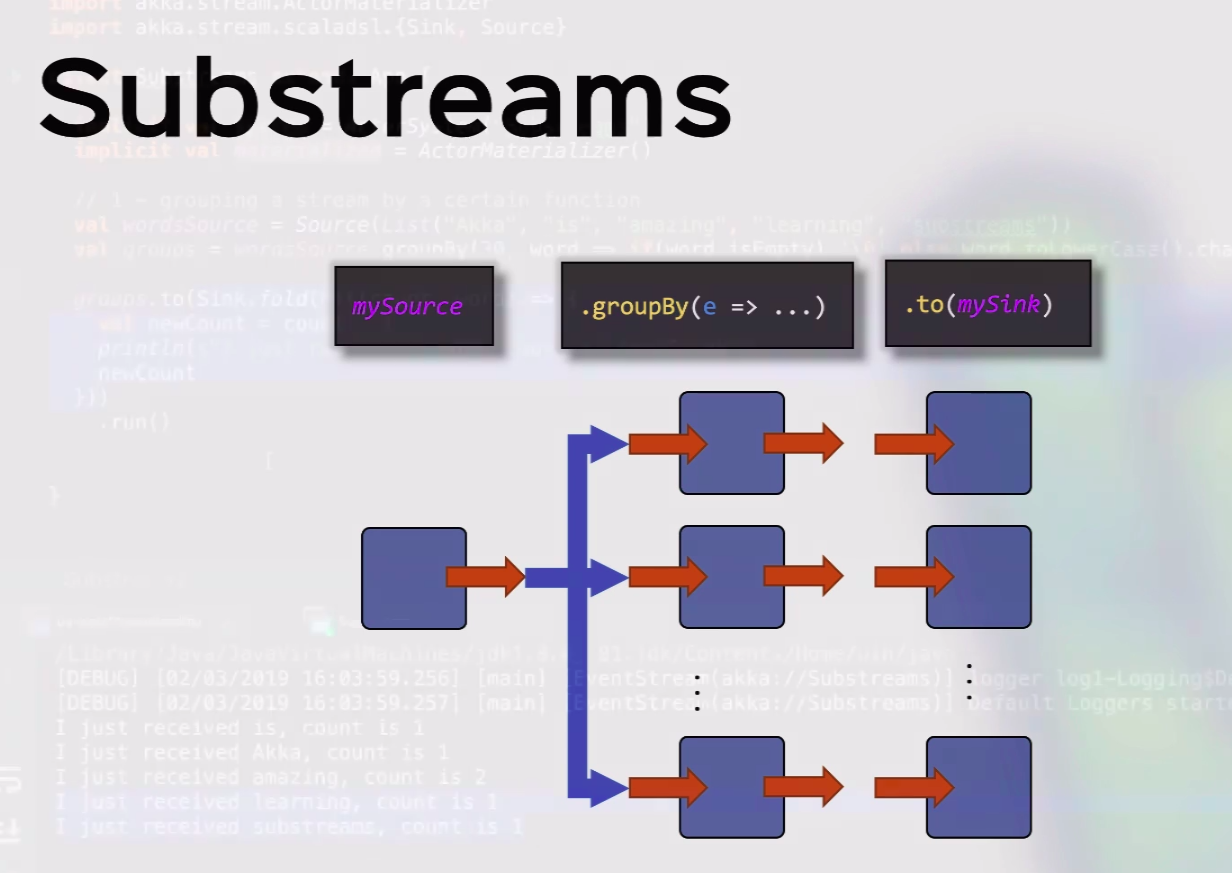 import akka.stream.ActorMaterializer
import akka.stream.scaladsl.{Sink, Source}
Substreams
implicit val = ActorMaterializer()
// 1 - grouping a stream by a certain function
val wordsSource = Source(List("Akka", "is", "amazing", "learning", "substreams"))
val groups = wordsSource.groupBy(30, word => if(word.isEmpty) '\0' else word.toLowerCase().cha
mySource
.groupBy(e => ...)
.to(mySink)
groups.to(Sink.fold( =>
val newCount = count
println(s"I just
newCount
}))
.run()
}
/Library/Java/JavaVirtualMachines/jdk1.8. /Contents/Home/bin/java
[DEBUG] [02/03/2019 16:03:59.256] [main] [EventStream(akka://Substreams)] logger log1-Logging$De
[DEBUG] [02/03/2019 16:03:59.257] [main] [EventStream(akka://Substreams)] Default Loggers starte
I just received is, count is 1
I just received Akka, count is 1
I just received amazing, count is 2
I just received learning, count is 1
I just received substreams, count is 1